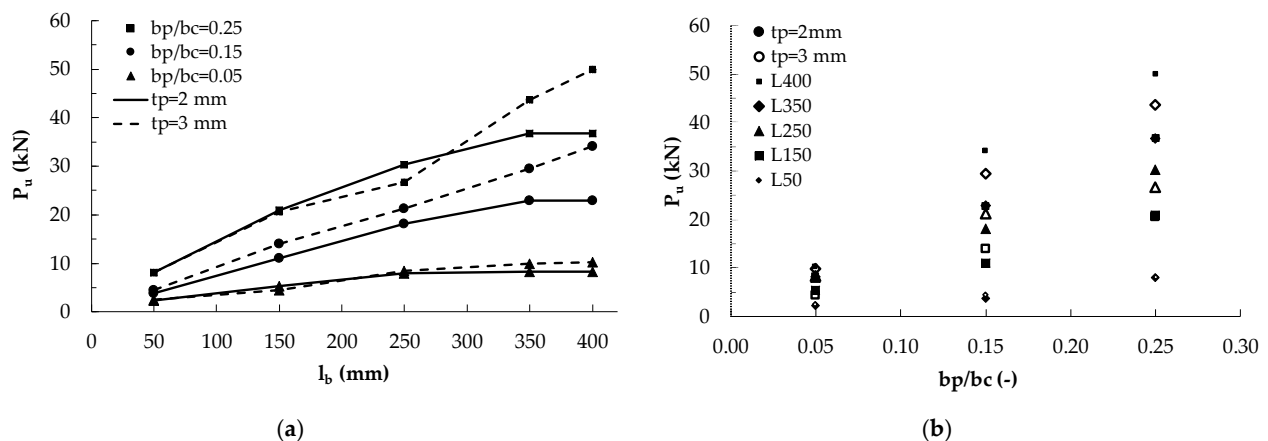 60
50
40
30
20
10
0
P_u (kN)
bp/bc=0.25
bp/bc=0.15
bp/bc=0.05
tp=2 mm
tp=3 mm
0 50 100 150 200 250 300 350 400
l_b (mm)
(a)
60
50
40
30
20
10
0
P_u (kN)
tp=2mm
tp=3 mm
L400
L350
L250
L150
L50
0.00 0.05 0.10 0.15 0.20 0.25 0.30
bp/bc (-)
(b)